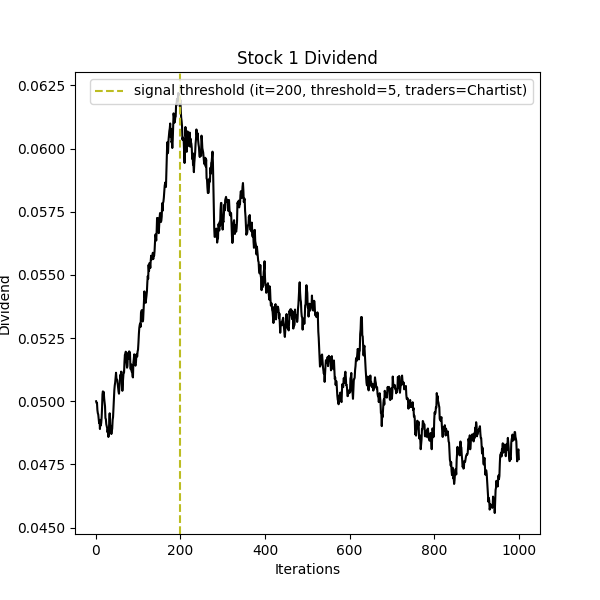 Stock 1 Dividend
signal threshold (it=200, threshold=5, traders=Chartist)
Dividend
0.0625
0.0600
0.0575
0.0550
0.0525
0.0500
0.0475
0.0450
0 200 400 600 800 1000
Iterations